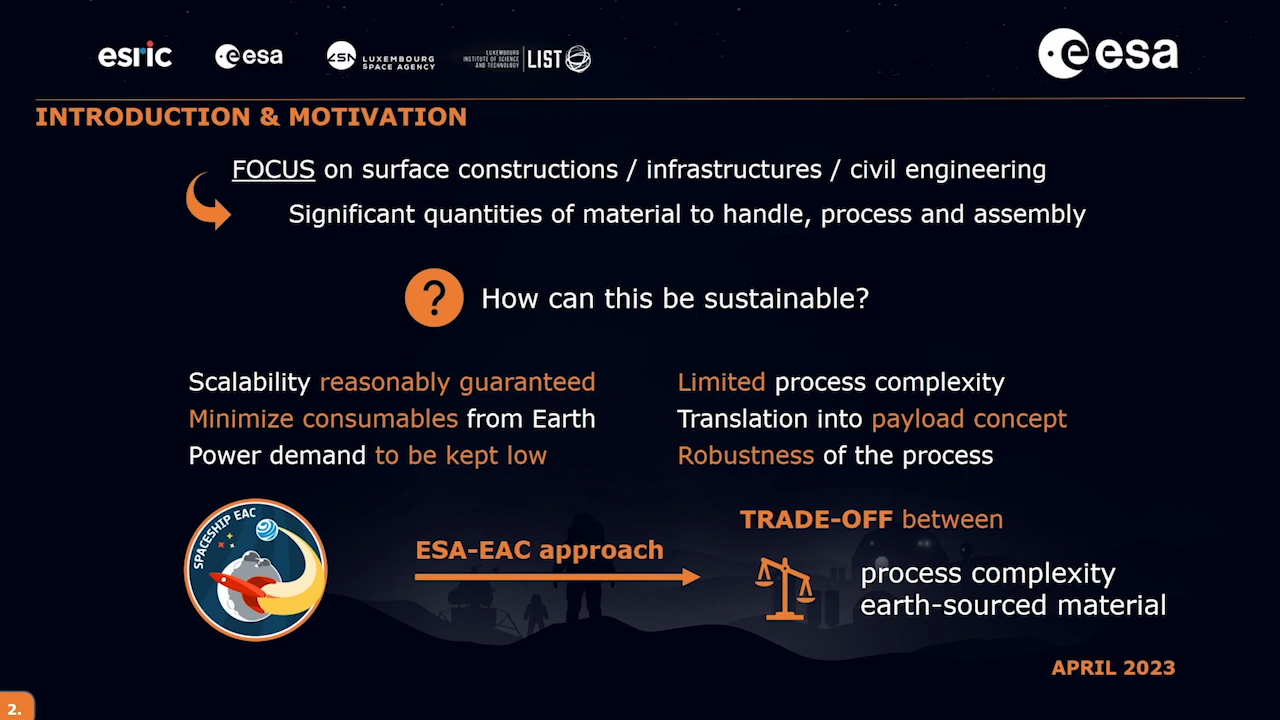 esric
esa
LSA LUXEMBOURG
SPACE AGENCY
LUXEMBOURG
INSTITUTE OF SCIENCE
AND TECHNOLOGY
LIST
esa
INTRODUCTION & MOTIVATION
FOCUS on surface constructions / infrastructures / civil engineering
Significant quantities of material to handle, process and assembly
? How can this be sustainable?
Scalability reasonably guaranteed
Minimize consumables from Earth
Power demand to be kept low
Limited process complexity
Translation into payload concept
Robustness of the process
SPACESHIP EAC
ESA-EAC approach
TRADE-OFF between
process complexity
earth-sourced material
APRIL 2023
2.